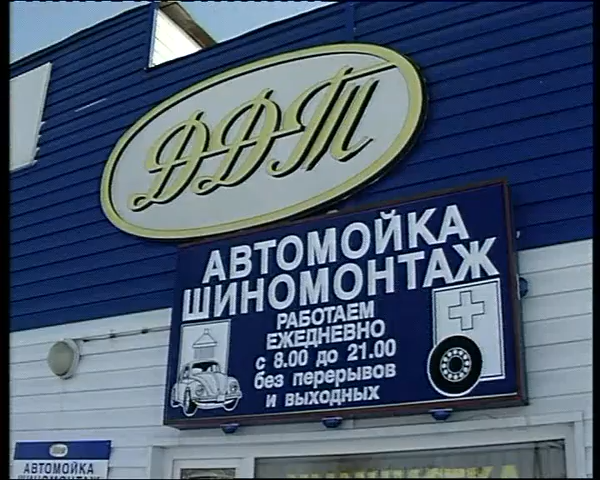 ДДТ
АВТОМОЙКА
ШИНОМОНТАЖ
РАБОТАЕМ
ЕЖЕДНЕВНО
с 8.00 до 21.00
без перерывов
и выходных
АВТОМОЙКА
ШИНОМОНТАЖ